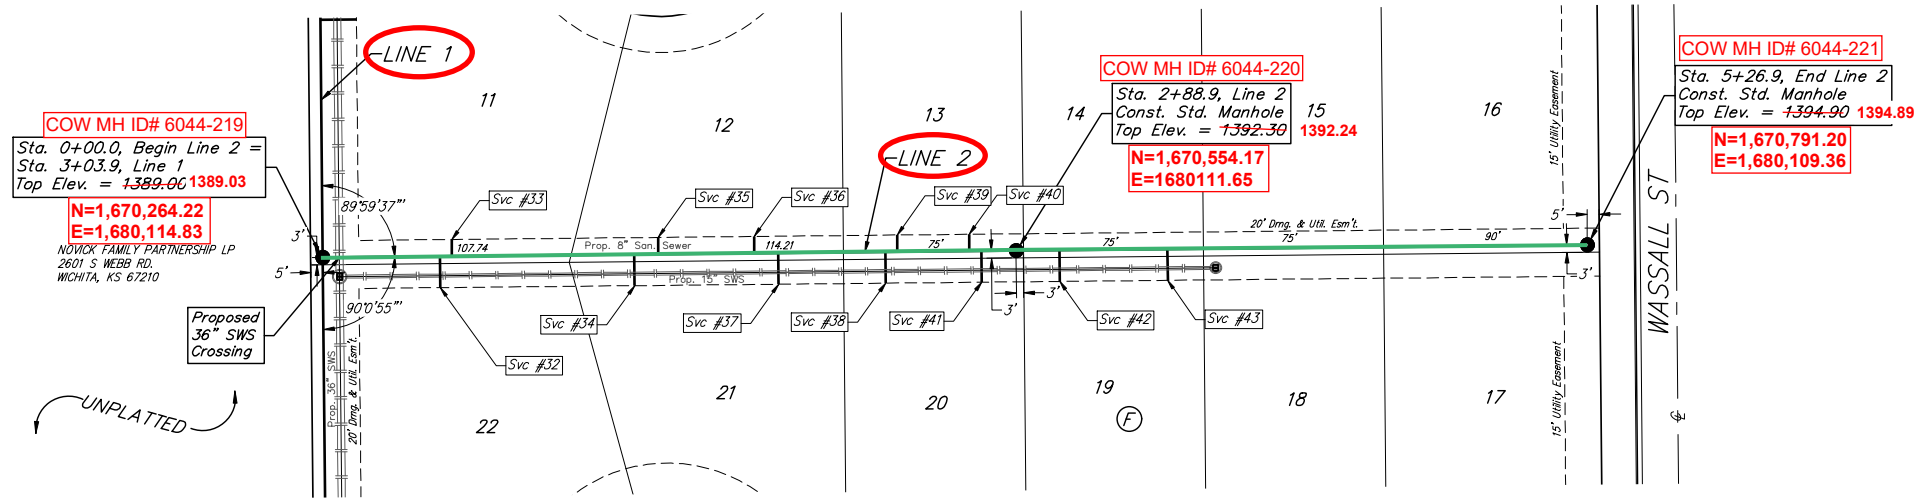 LINE 1
COW MH ID# 6044-219
Sta. 0+00.0, Begin Line 2 =
Sta. 3+03.9, Line 1
Top Elev. = 1389.00 1389.03
N=1,670,264.22
E=1,680,114.83
NOVICK FAMILY PARTNERSHIP LP
2601 S WEBB RD.
WICHITA, KS 67210
3'
5'
89°59'37"'
90°0'55"'
Proposed
36" SWS
Crossing
UNPLATTED
Prop. 36" SWS
20' Drng. & Util. Esm't.
11
12
13
14
15
16
LINE 2
COW MH ID# 6044-220
Sta. 2+88.9, Line 2
Const. Std. Manhole
Top Elev. = 1392.30 1392.24
N=1,670,554.17
E=1680111.65
COW MH ID# 6044-221
Sta. 5+26.9, End Line 2
Const. Std. Manhole
Top Elev. = 1394.90 1394.89
N=1,670,791.20
E=1,680,109.36
Svc #33
Svc #35
Svc #36
Svc #39
Svc #40
107.74
Prop. 8" San. Sewer
114.21
75'
75'
75'
90'
20' Drng. & Util. Esm't.
15' Utility Easement
5'
3'
Prop. 15" SWS
3'
3'
Svc #32
Svc #34
Svc #37
Svc #38
Svc #41
Svc #42
Svc #43
22
21
20
19
F
18
17
15' Utility Easement
WASSALL ST